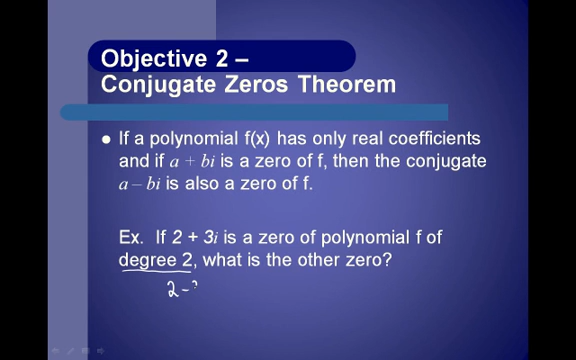 Objective 2 –
Conjugate Zeros Theorem
If a polynomial f(x) has only real coefficients
and if a + bi is a zero of f, then the conjugate
a – bi is also a zero of f.
Ex. If 2 + 3i is a zero of polynomial f of
degree 2, what is the other zero?
2 -